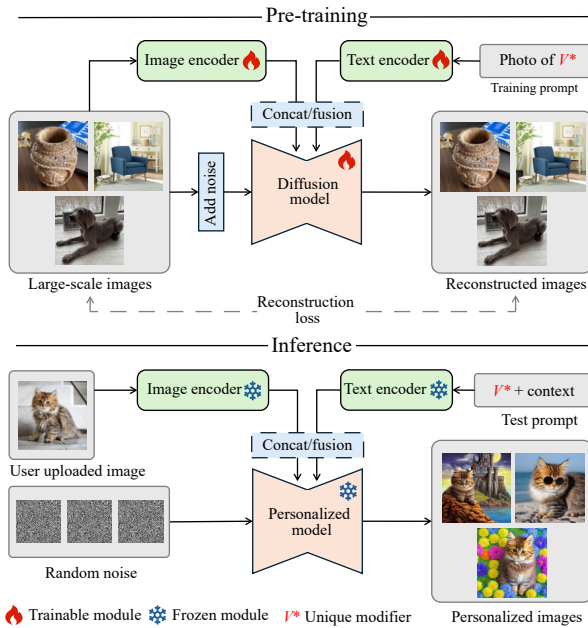 Pre-training
Image encoder
Text encoder
Photo of V*
Training prompt
Concat/fusion
Add noise
Diffusion
model
Large-scale images
Reconstructed images
Reconstruction
loss
Inference
Image encoder
Text encoder
V* + context
Test prompt
Concat/fusion
User uploaded image
Personalized
model
Random noise
Personalized images
Trainable module
Frozen module
V* Unique modifier